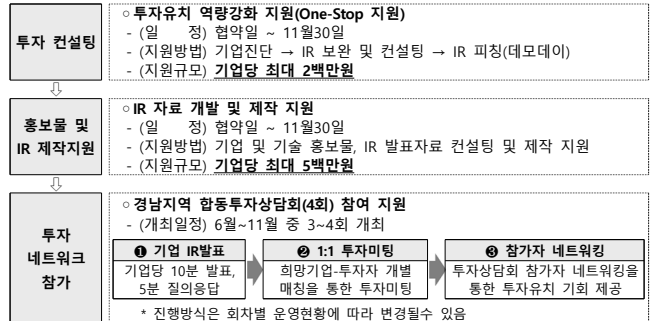 투자 컨설팅
○ 투자유치 역량강화 지원(One-Stop 지원)
- (일 정) 협약일 ~ 11월30일
- (지원방법) 기업진단 → IR 보완 및 컨설팅 → IR 피칭(데모데이)
- (지원규모) 기업당 최대 2백만원
홍보물 및
IR 제작지원
○ IR 자료 개발 및 제작 지원
- (일 정) 협약일 ~ 11월30일
- (지원방법) 기업 및 기술 홍보물, IR 발표자료 컨설팅 및 제작 지원
- (지원규모) 기업당 최대 5백만원
투자
네트워크
참가
○ 경남지역 합동투자상담회(4회) 참여 지원
- (개최일정) 6월~11월 중 3~4회 개최
❶ 기업 IR발표
기업당 10분 발표,
5분 질의응답
❷ 1:1 투자미팅
희망기업-투자자 개별
매칭을 통한 투자미팅
❸ 참가자 네트워킹
투자상담회 참가자 네트워킹을
통한 투자유치 기회 제공
* 진행방식은 회차별 운영현황에 따라 변경될수 있음